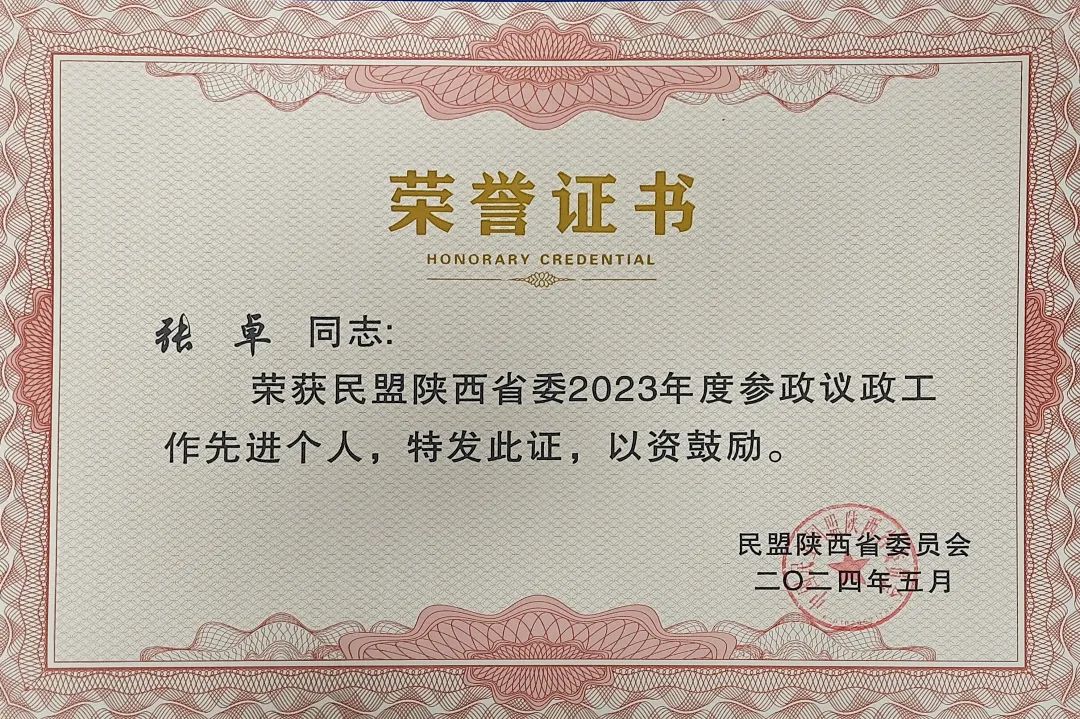 荣誉证书
HONORARY CREDENTIAL
张 卓 同志:
荣获民盟陕西省委2023年度参政议政工
作先进个人，特发此证，以资鼓励。
民盟陕西省委员会
二〇二四年五月